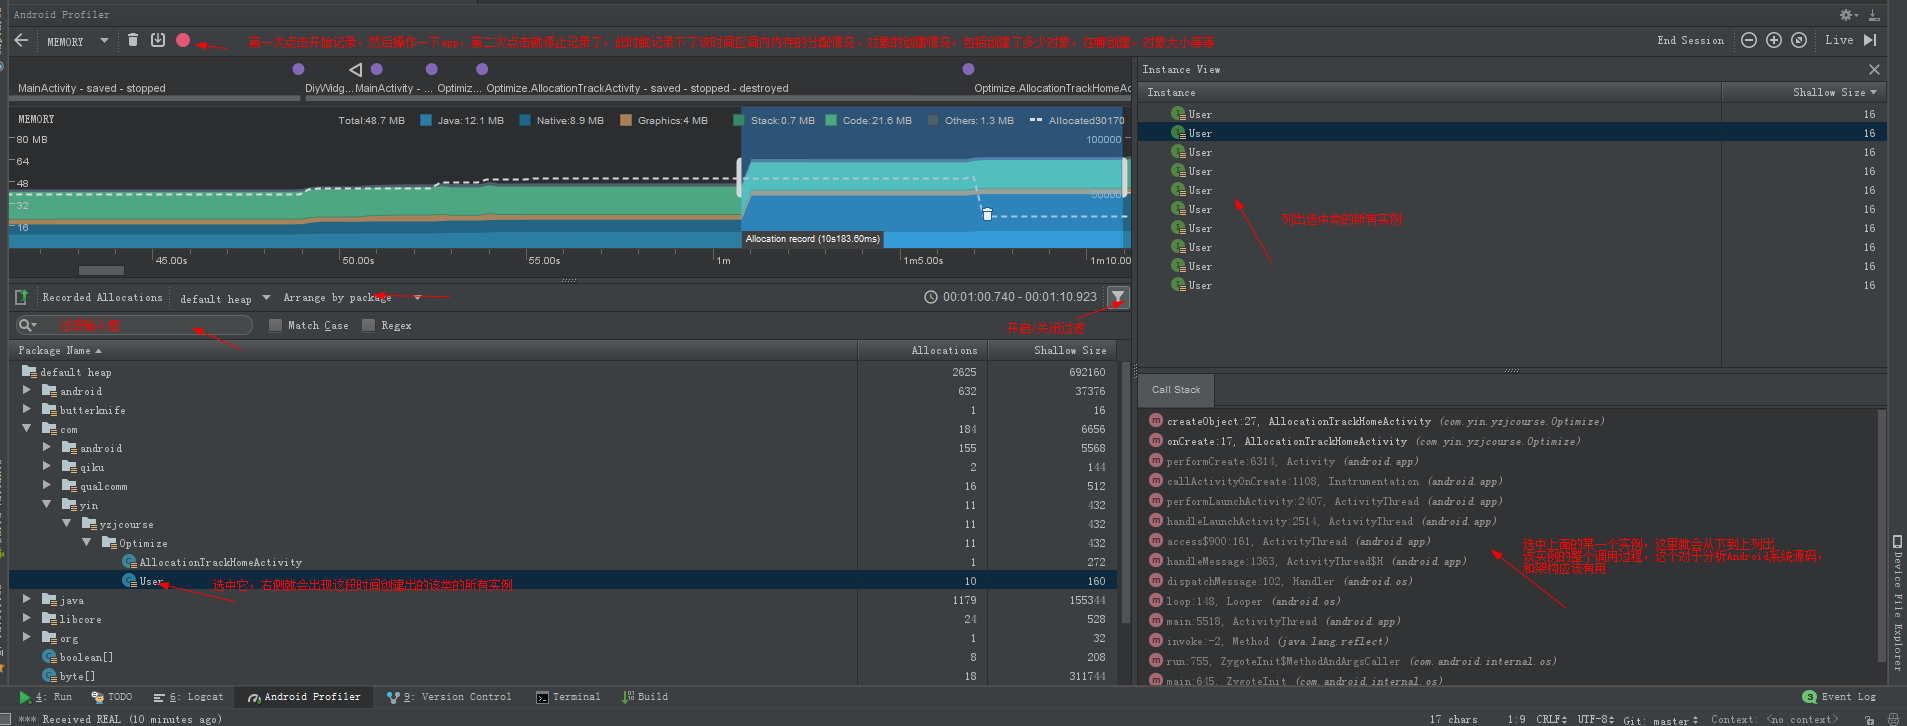 Android Profiler
MEMORY
第一次点击开始记录,然后操作一下app,第二次点击就停止记录了,此时就记录下了该时间区间内内存的分配情况、对象的创建情况,包括创建了多少对象,在哪创建,对象大小等等
End Session
Live
MainActivity - saved - stopped
DiyWidg...
MainActivity - ...
Optimiz...
Optimize.AllocationTrackActivity - saved - stopped - destroyed
Optimize.AllocationTrackHomeAc
MEMORY
Total:48.7 MB
Java:12.1 MB
Native:8.9 MB
Graphics:4 MB
Stack:0.7 MB
Code:21.6 MB
Others: 1.3 MB
Allocated30170
80 MB
64
48
32
16
100000
50000
Allocation record (10s183.60ms)
45.00s
50.00s
55.00s
1m
1m5.00s
1m10.00
Recorded Allocations
default heap
Arrange by package
00:01:00.740 - 00:01:10.923
过滤输入框
Match Case
Regex
开启/关闭过滤
Package Name Allocations Shallow Size
default heap 2625 692160
android 632 37376
butterknife 1 16
com 184 6656
android 155 5568
qiku 2 144
qualcomm 16 512
yin 11 432
yzjcourse 11 432
Optimize 11 432
AllocationTrackHomeActivity 1 272
User 10 160
选中它,右侧就会出现这段时间创建出的该类的所有实例
java 1179 155344
libcore 24 528
org 1 32
boolean[] 8 208
byte[] 18 311744
Instance View
Instance Shallow Size
User 16
User 16
User 16
User 16
User 16
User 16
User 16
User 16
User 16
User 16
列出选中类的所有实例
Call Stack
createObject:27, AllocationTrackHomeActivity (com.yin.yzjcourse.Optimize)
onCreate:17, AllocationTrackHomeActivity (com.yin.yzjcourse.Optimize)
performCreate:6314, Activity (android.app)
callActivityOnCreate:1108, Instrumentation (android.app)
performLaunchActivity:2407, ActivityThread (android.app)
handleLaunchActivity:2514, ActivityThread (android.app)
access$900:161, ActivityThread (android.app)
handleMessage:1363, ActivityThread$H (android.app)
dispatchMessage:102, Handler (android.os)
loop:148, Looper (android.os)
main:5518, ActivityThread (android.app)
invoke:-2, Method (java.lang.reflect)
run:755, ZygoteInit$MethodAndArgsCaller (com.android.internal.os)
main:645, ZygoteInit (com.android.internal.os)
选中上面的某一个实例,这里就会从下到上列出
该实例的整个调用过程,这个对于分析Android系统源码,
和架构应该有用
Device File Explorer
4: Run
TODO
6: Logcat
Android Profiler
9: Version Control
Terminal
Build
3 Event Log
*** Received REAL (10 minutes ago)
17 chars
1:9
CRLF
UTF-8
Git: master
Context: <no context>